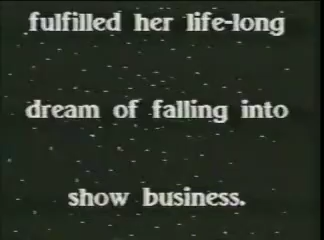 fulfilled her life-long
dream of falling into
show business.